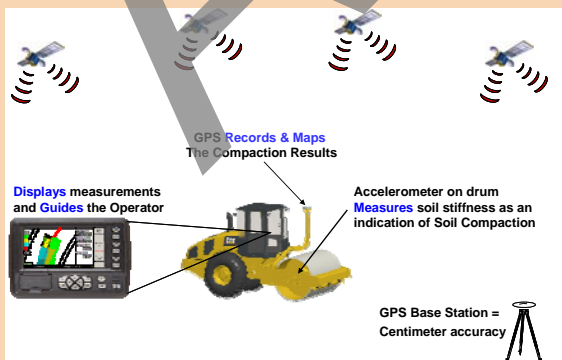 GPS Records & Maps
The Compaction Results
Displays measurements
and Guides the Operator
Accelerometer on drum
Measures soil stiffness as an
indication of Soil Compaction
CAT
GPS Base Station =
Centimeter accuracy